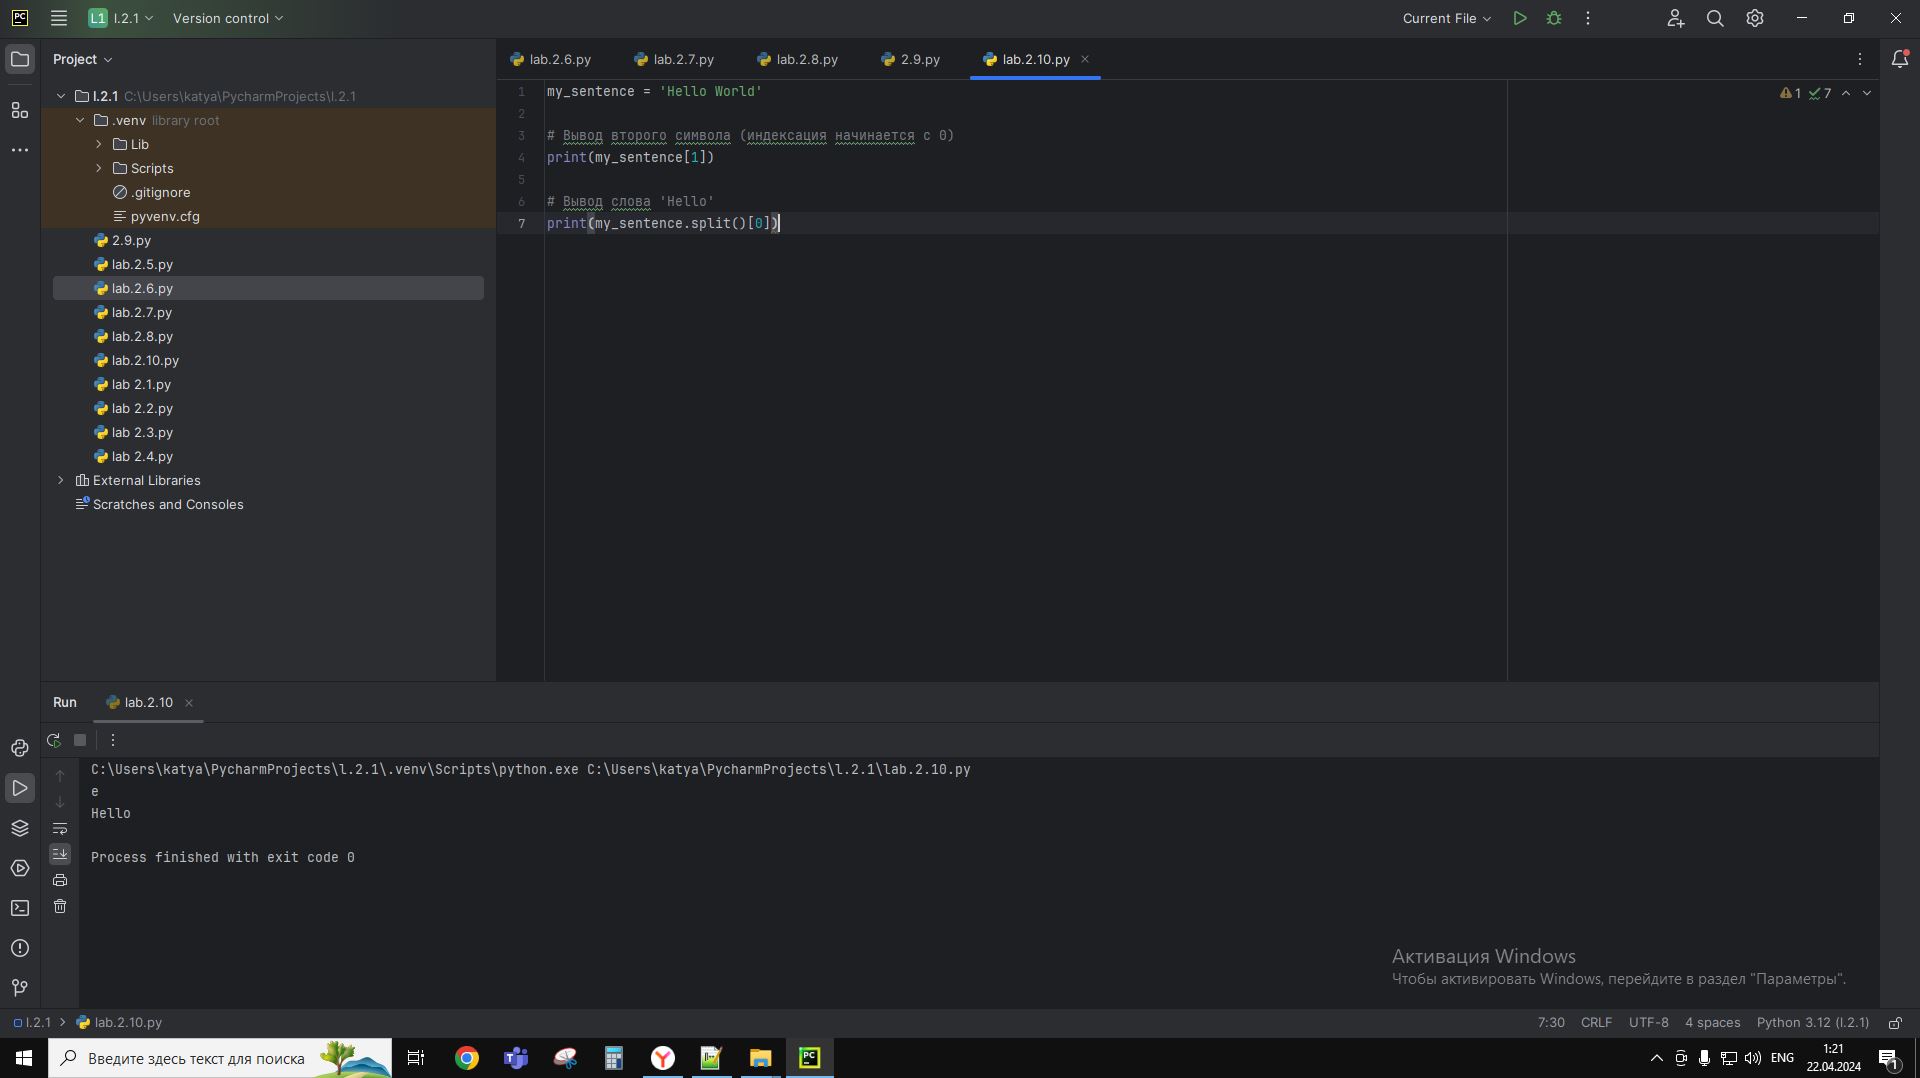 PC L1 l.2.1 Version control Current File
Project
lab.2.6.py lab.2.7.py lab.2.8.py 2.9.py lab.2.10.py
l.2.1 C:\Users\katya\PycharmProjects\l.2.1
.venv library root
Lib
Scripts
.gitignore
pyvenv.cfg
2.9.py
lab.2.5.py
lab.2.6.py
lab.2.7.py
lab.2.8.py
lab.2.10.py
lab 2.1.py
lab 2.2.py
lab 2.3.py
lab 2.4.py
External Libraries
Scratches and Consoles
1 my_sentence = 'Hello World'
2
3 # Вывод второго символа (индексация начинается с 0)
4 print(my_sentence[1])
5
6 # Вывод слова 'Hello'
7 print(my_sentence.split()[0])
1 7
Run lab.2.10
C:\Users\katya\PycharmProjects\l.2.1\.venv\Scripts\python.exe C:\Users\katya\PycharmProjects\l.2.1\lab.2.10.py
e
Hello
Process finished with exit code 0
Активация Windows
Чтобы активировать Windows, перейдите в раздел "Параметры".
l.2.1 lab.2.10.py 7:30 CRLF UTF-8 4 spaces Python 3.12 (l.2.1)
Введите здесь текст для поиска
PC
ENG
1:21
22.04.2024
1